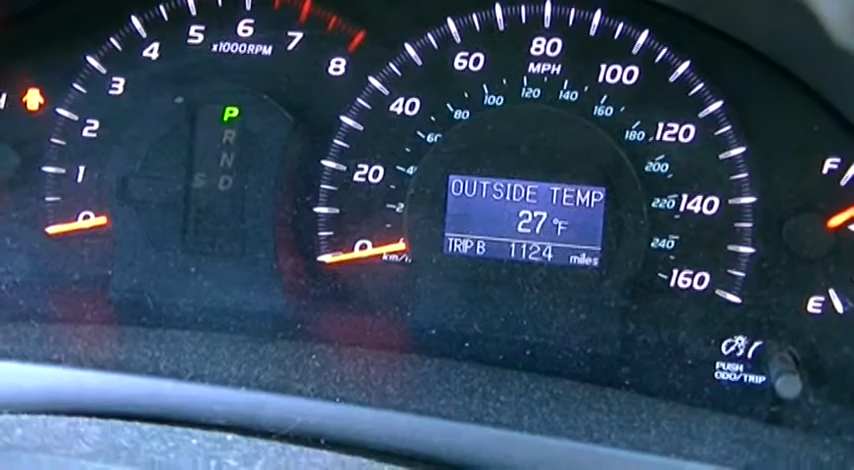 0
1
2
3
4
5
6
7
8
x1000RPM
P
R
N
S D
0
20
40
60
80
100
120
140
160
MPH
km/h
60
80
100
120
140
160
180
200
220
240
OUTSIDE TEMP
27 °F
TRIP B 1124 miles
F
E
PUSH
ODO/TRIP